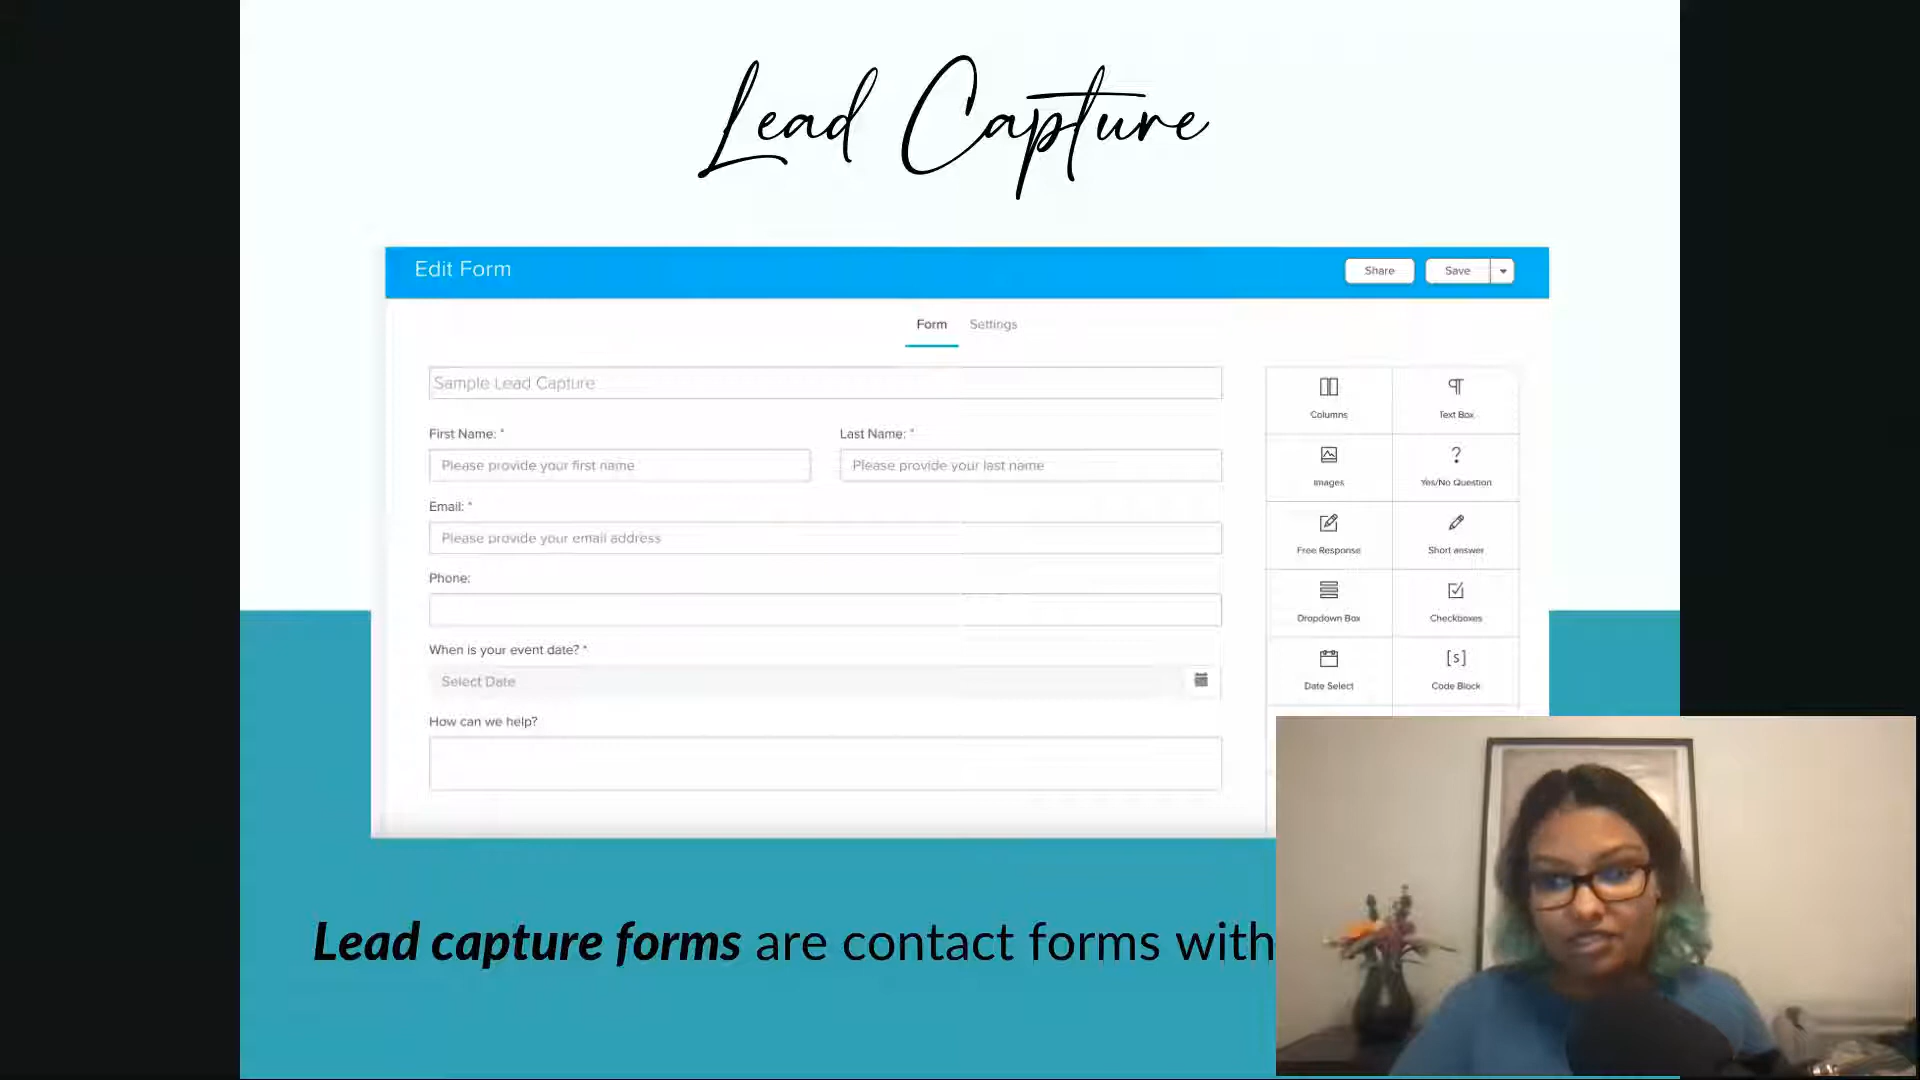 Lead Capture
Edit Form
Share
Save
Form
Settings
Sample Lead Capture
First Name: *
Last Name: *
Please provide your first name
Please provide your last name
Email: *
Please provide your email address
Phone:
When is your event date? *
Select Date
How can we help?
Columns
Text Box
Images
Yes/No Question
Free Response
Short answer
Dropdown Box
Checkboxes
Date Select
[s]
Code Block
Lead capture forms are contact forms with